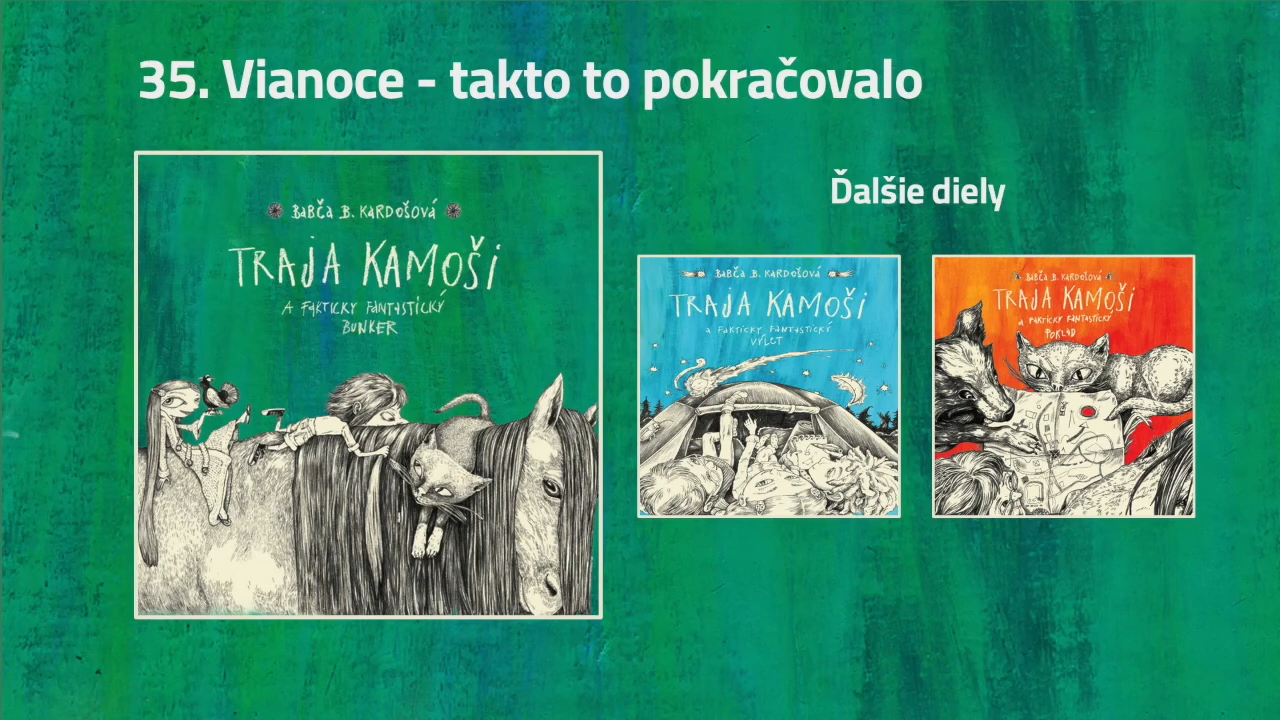 35. Vianoce - takto to pokračovalo
BABČA B. KARDOŠOVÁ
TRAJA KAMOŠI
A FAKTICKY FANTASTICKÝ
BUNKER
Ďalšie diely
BABČA B. KARDOŠOVÁ
TRAJA KAMOŠI
A FAKTICKY FANTASTICKÝ
VÝLET
BABČA B. KARDOŠOVÁ
TRAJA KAMOŠI
A FAKTICKY FANTASTICKÝ
POKLAD